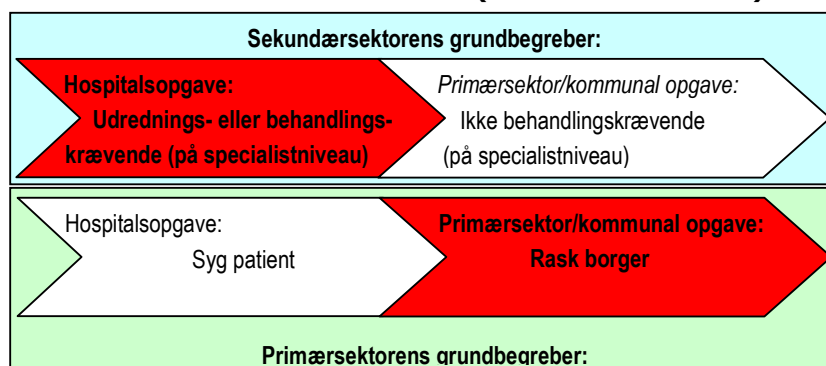 Sekundærsektorens grundbegreber:
Hospitalsopgave:
Udrednings- eller behandlings-
krævende (på specialistniveau)
Primærsektor/kommunal opgave:
Ikke behandlingskrævende
(på specialistniveau)
Hospitalsopgave:
Syg patient
Primærsektor/kommunal opgave:
Rask borger
Primærsektorens grundbegreber: